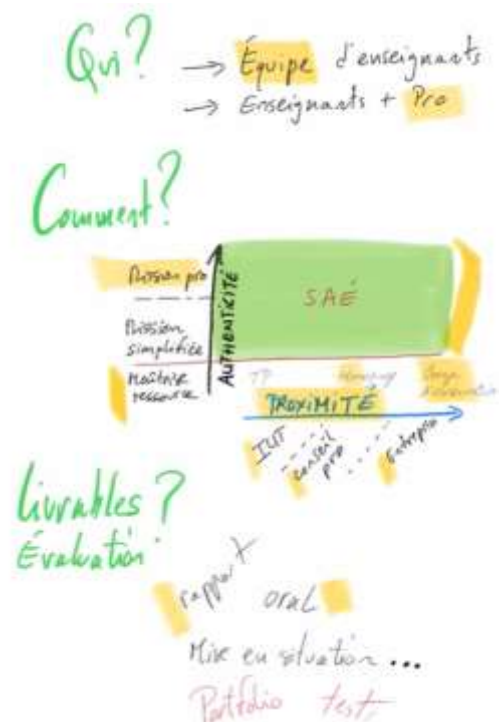 Qui?
→ Équipe d'enseignants
→ Enseignants + Pro
Comment?
Mission pro
Mission simplifiée
Maîtrise ressource
AUTHENTICITÉ
SAÉ
TP
PROXIMITÉ
IUT
conseil pro
Entreprise
Livrables?
Évaluation
rapport
oral
Mise en situation ...
Portfolio test